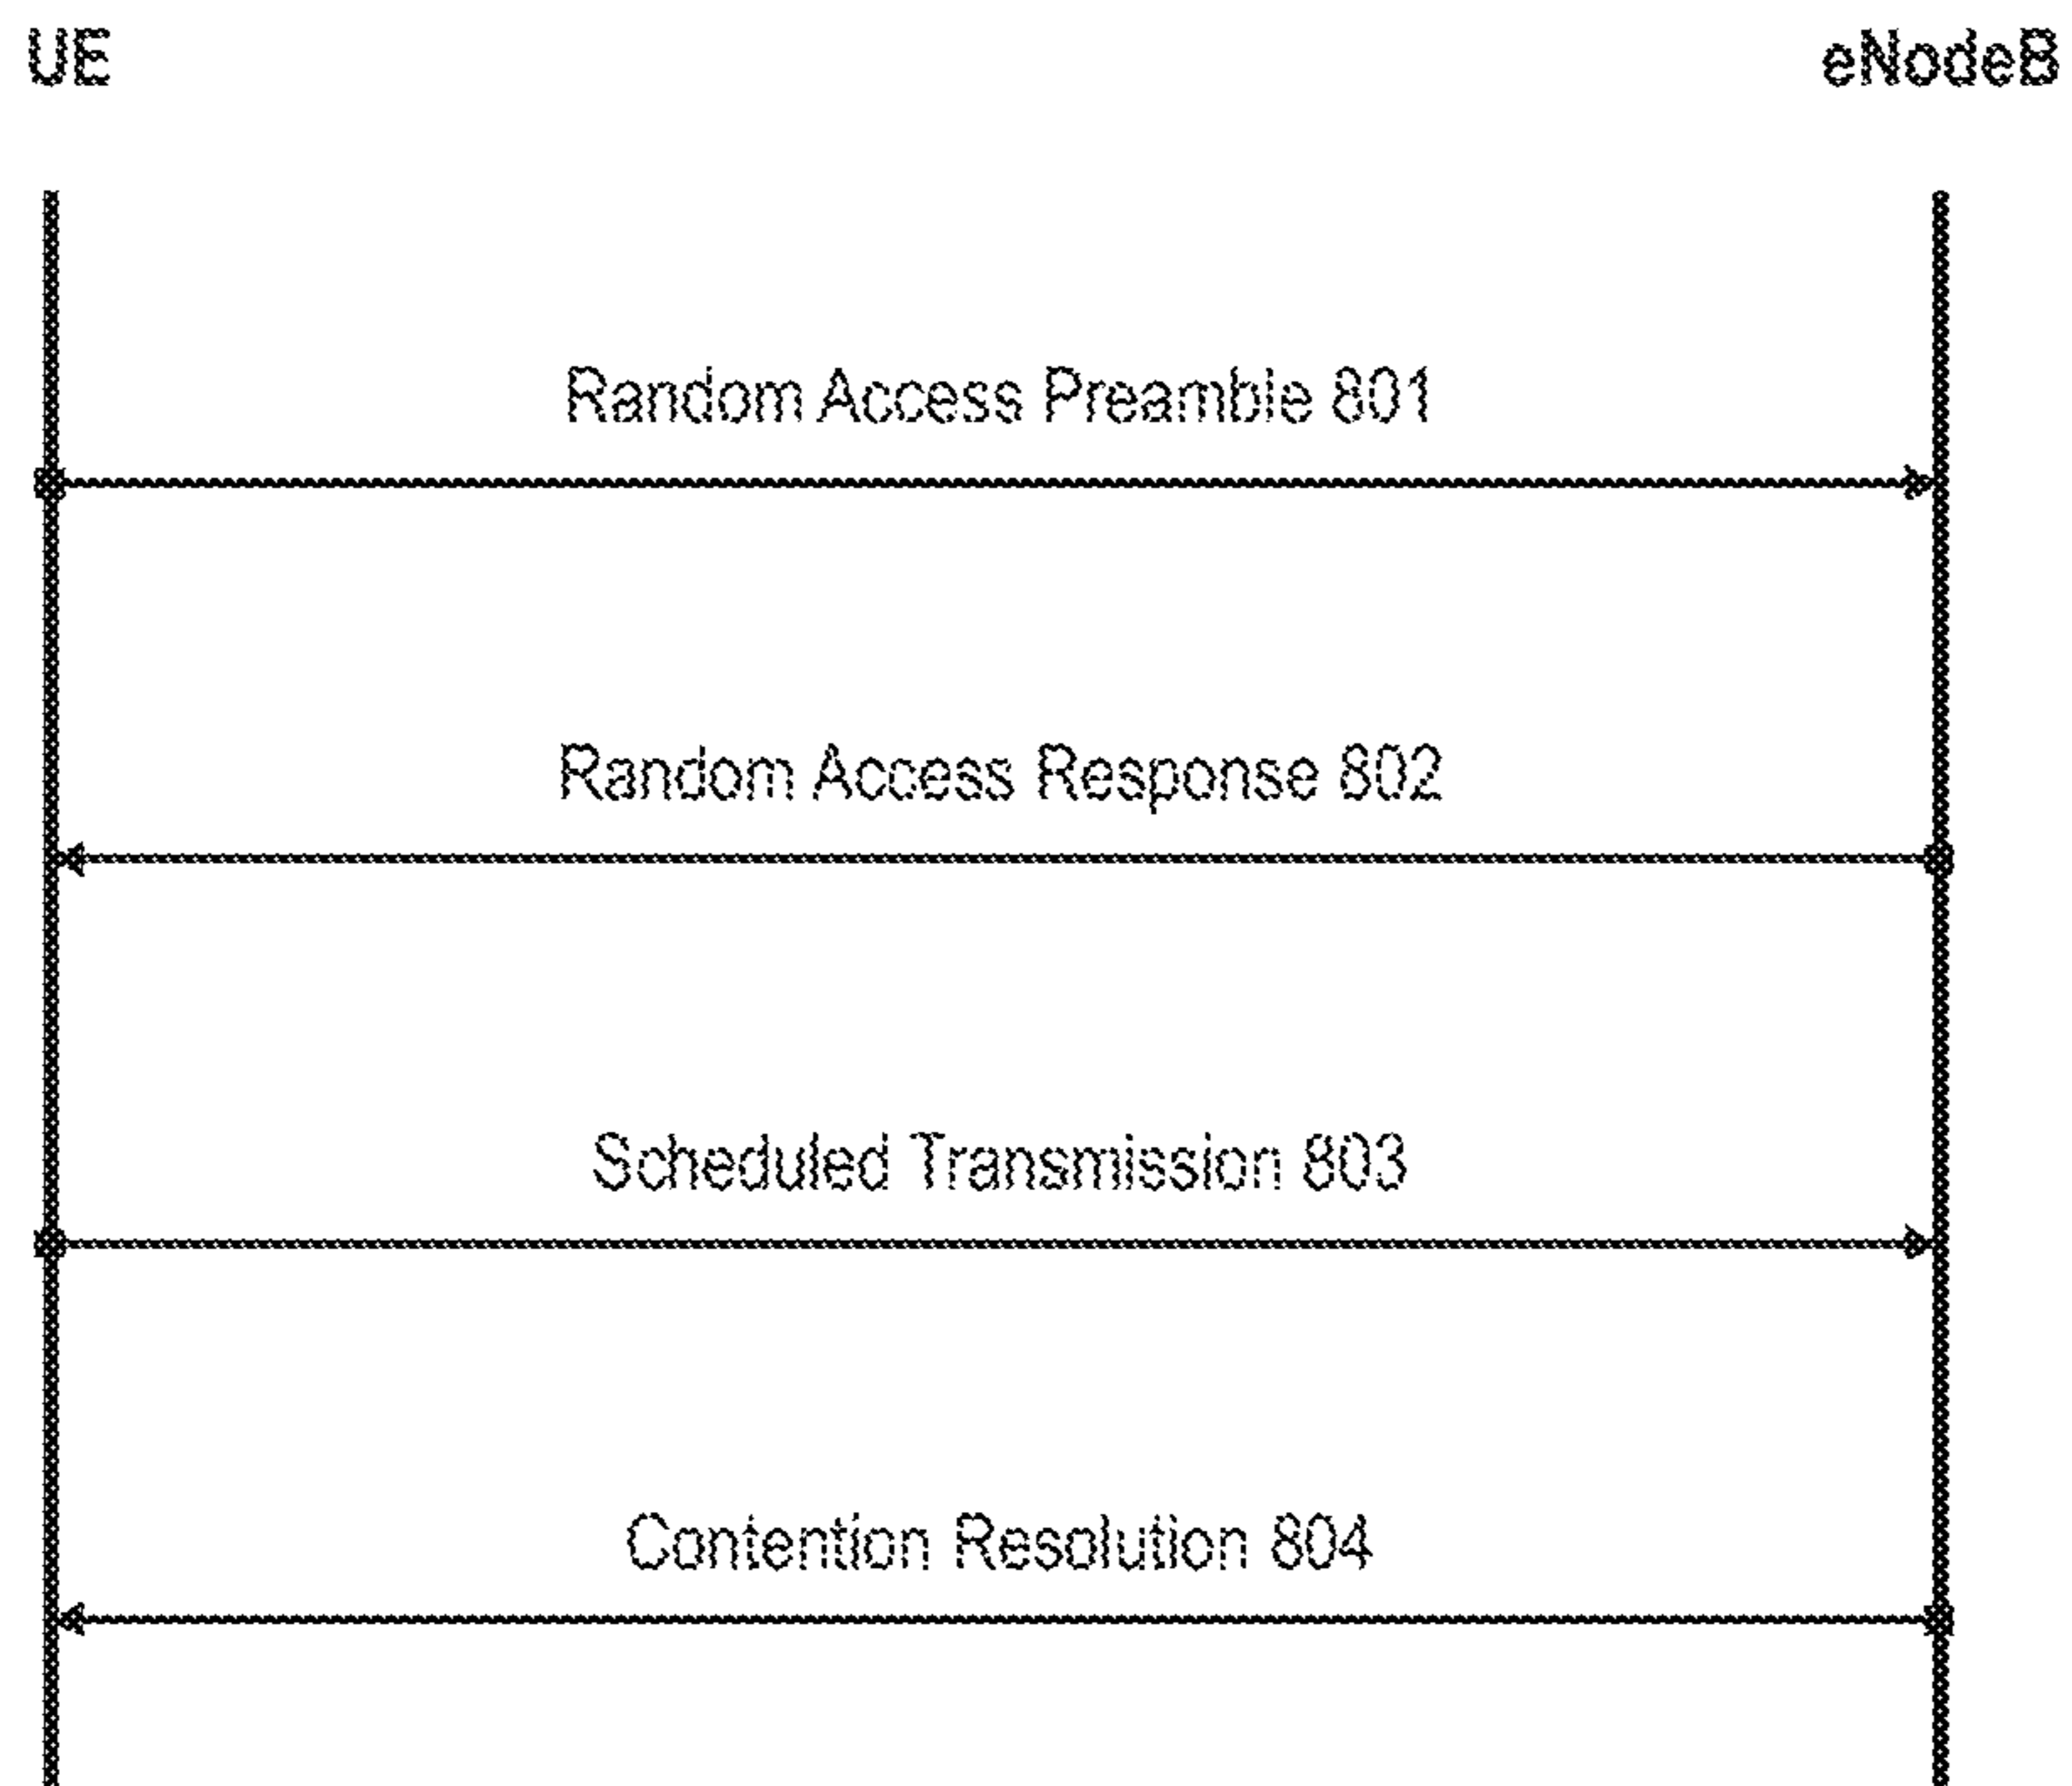 UE
eNodeB
Random Access Preamble 801
Random Access Response 802
Scheduled Transmission 803
Contention Resolution 804